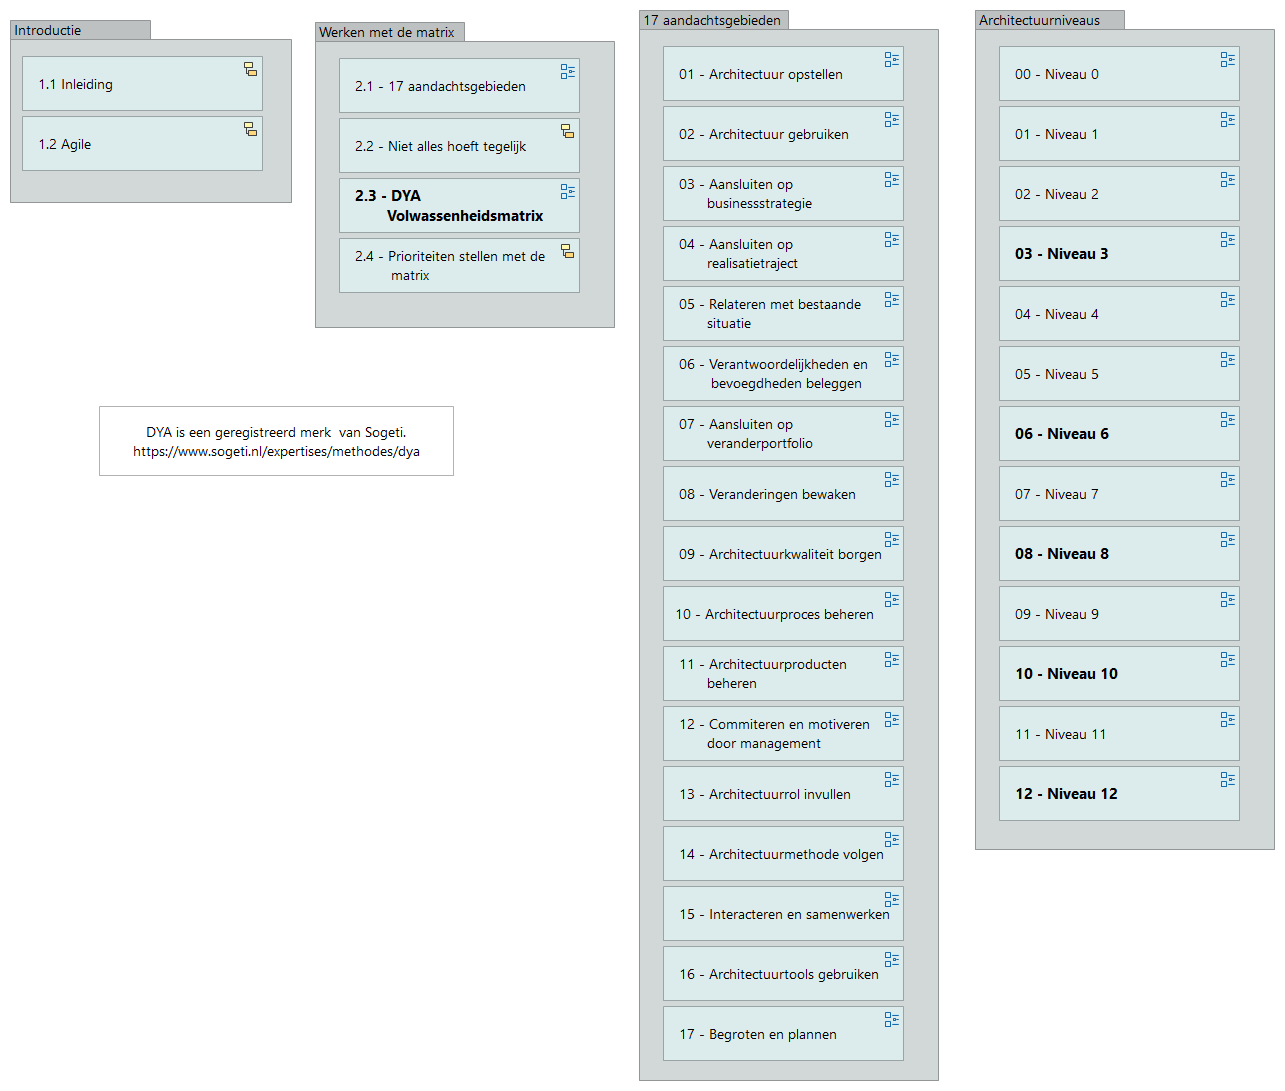 Introductie
1.1 Inleiding
1.2 Agile
Werken met de matrix
2.1 - 17 aandachtsgebieden
2.2 - Niet alles hoeft tegelijk
2.3 - DYA
Volwassenheidsmatrix
2.4 - Prioriteiten stellen met de
matrix
DYA is een geregistreerd merk  van Sogeti.
https://www.sogeti.nl/expertises/methodes/dya
17 aandachtsgebieden
01 - Architectuur opstellen
02 - Architectuur gebruiken
03 - Aansluiten op
businessstrategie
04 - Aansluiten op
realisatietraject
05 - Relateren met bestaande
situatie
06 - Verantwoordelijkheden en
bevoegdheden beleggen
07 - Aansluiten op
veranderportfolio
08 - Veranderingen bewaken
09 - Architectuurkwaliteit borgen
10 - Architectuurproces beheren
11 - Architectuurproducten
beheren
12 - Commiteren en motiveren
door management
13 - Architectuurrol invullen
14 - Architectuurmethode volgen
15 - Interacteren en samenwerken
16 - Architectuurtools gebruiken
17 - Begroten en plannen
Architectuurniveaus
00 - Niveau 0
01 - Niveau 1
02 - Niveau 2
03 - Niveau 3
04 - Niveau 4
05 - Niveau 5
06 - Niveau 6
07 - Niveau 7
08 - Niveau 8
09 - Niveau 9
10 - Niveau 10
11 - Niveau 11
12 - Niveau 12